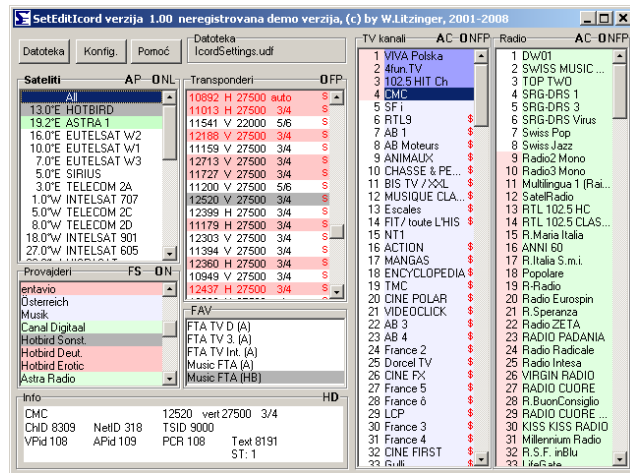 SetEditIcord verzija 1.00 neregistrovana demo verzija, (c) by W.Litzinger, 2001-2008
Datoteka
Konfig.
Pomoć
Datoteka
IcordSettings.udf
Sateliti AP ONL
All
13.0°E HOTBIRD
19.2°E ASTRA 1
16.0°E EUTELSAT W2
10.0°E EUTELSAT W1
7.0°E EUTELSAT W3
5.0°E SIRIUS
3.0°E TELECOM 2A
1.0°W INTELSAT 707
5.0°W TELECOM 2C
8.0°W TELECOM 2D
18.0°W INTELSAT 901
27.0°W INTELSAT 605
Transponderi OFP
10892 H 27500 auto S
11013 H 27500 3/4 S
11541 V 22000 5/6 S
12188 V 27500 3/4 S
11159 V 27500 3/4 S
12713 V 27500 3/4 S
11727 V 27500 3/4 S
11200 V 27500 5/6 S
12520 V 27500 3/4 S
12399 H 27500 3/4 S
11179 H 27500 3/4 S
12303 V 27500 3/4 S
11394 V 27500 3/4 S
12360 H 27500 3/4 S
10949 V 27500 3/4 S
12437 H 27500 3/4 S
Provajderi FS ON
entavio
Österreich
Musik
Canal Digitaal
Hotbird Sonst.
Hotbird Deut.
Hotbird Erotic
Astra Radio
FAV
FTA TV D (A)
FTA TV 3. (A)
FTA TV Int. (A)
Music FTA (A)
Music FTA (HB)
Info HD
CMC 12520 vert 27500 3/4
ChID 8309 NetID 318 TSID 9000
VPid 108 APid 109 PCR 108 Text 8191
ST: 1
TV kanali AC ONFP
1 VIVA Polska
2 4fun.TV
3 102.5 HIT Ch
4 CMC
5 SF i
6 RTL9 $
7 AB 1 $
8 AB Moteurs $
9 ANIMAUX $
10 CHASSE & PE... $
11 BIS TV / XXL $
12 MUSIQUE CLA... $
13 Escales $
14 FIT/ toute L'HIS $
15 NT1 $
16 ACTION $
17 MANGAS $
18 ENCYCLOPEDIA $
19 TMC $
20 CINE POLAR $
21 VIDEOCLICK $
22 AB 3 $
23 AB 4 $
24 France 2 $
25 Dorcel TV $
26 CINE FX $
27 France 5 $
28 France ô $
29 LCP $
30 France 3 $
31 France 4 $
32 CINE FIRST $
33 Gulli $
Radio AC ONFP
1 DW01
2 SWISS MUSIC ...
3 TOP TWO
4 SRG-DRS 1
5 SRG-DRS 3
6 SRG-DRS Virus
7 Swiss Pop
8 Swiss Jazz
9 Radio2 Mono
10 Radio3 Mono
11 Multilingua 1 (Rai...
12 SatelRadio
13 RTL 102.5 HC
14 RTL 102.5 CLAS...
15 R.Maria Italia
16 ANNI 60
17 R.Italia S.m.i.
18 Popolare
19 R-Radio
20 Radio Eurospin
21 R.Speranza
22 Radio ZETA
23 RADIO PADANIA
24 Radio Radicale
25 Radio Intesa
26 VIRGIN RADIO
27 RADIO CUORE
28 R.BuonConsiglio
29 RADIO CUORE ...
30 KISS KISS RADIO
31 Millennium Radio
32 R.S.F. inBlu
33 LifeGate